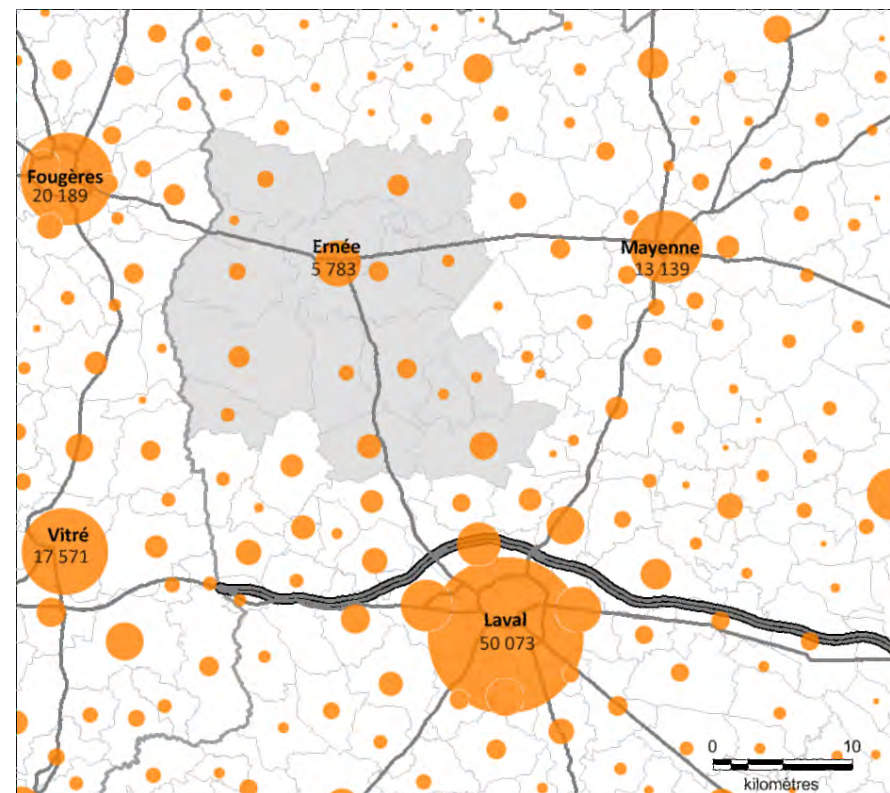 Fougères
20 189
Ernée
5 783
Mayenne
13 139
Vitré
17 571
Laval
50 073
0 10
kilomètres